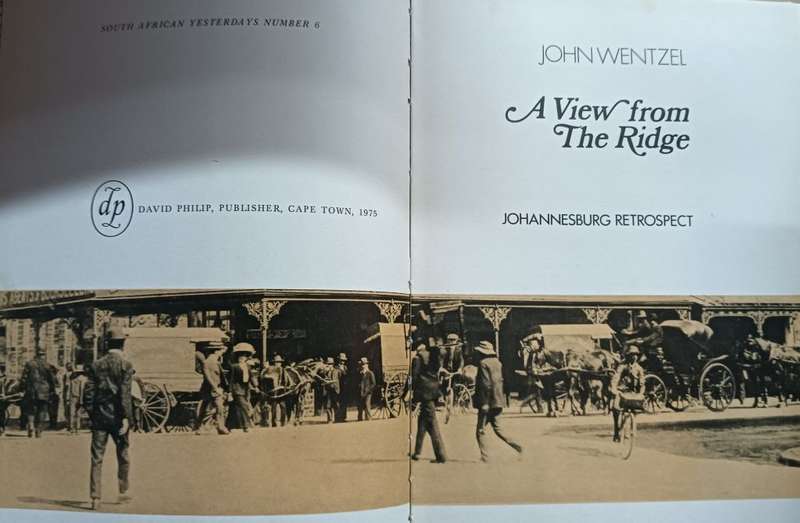 SOUTH AFRICAN YESTERDAYS NUMBER 6
dp
DAVID PHILIP, PUBLISHER, CAPE TOWN, 1975
JOHN WENTZEL
A View from
The Ridge
JOHANNESBURG RETROSPECT